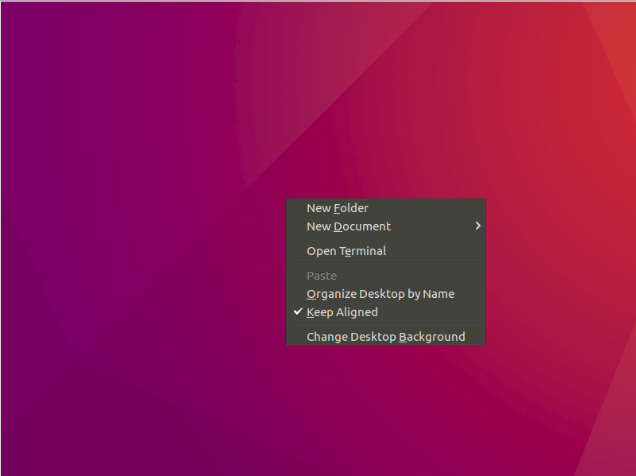 New Folder
New Document
Open Terminal
Paste
Organize Desktop by Name
Keep Aligned
Change Desktop Background